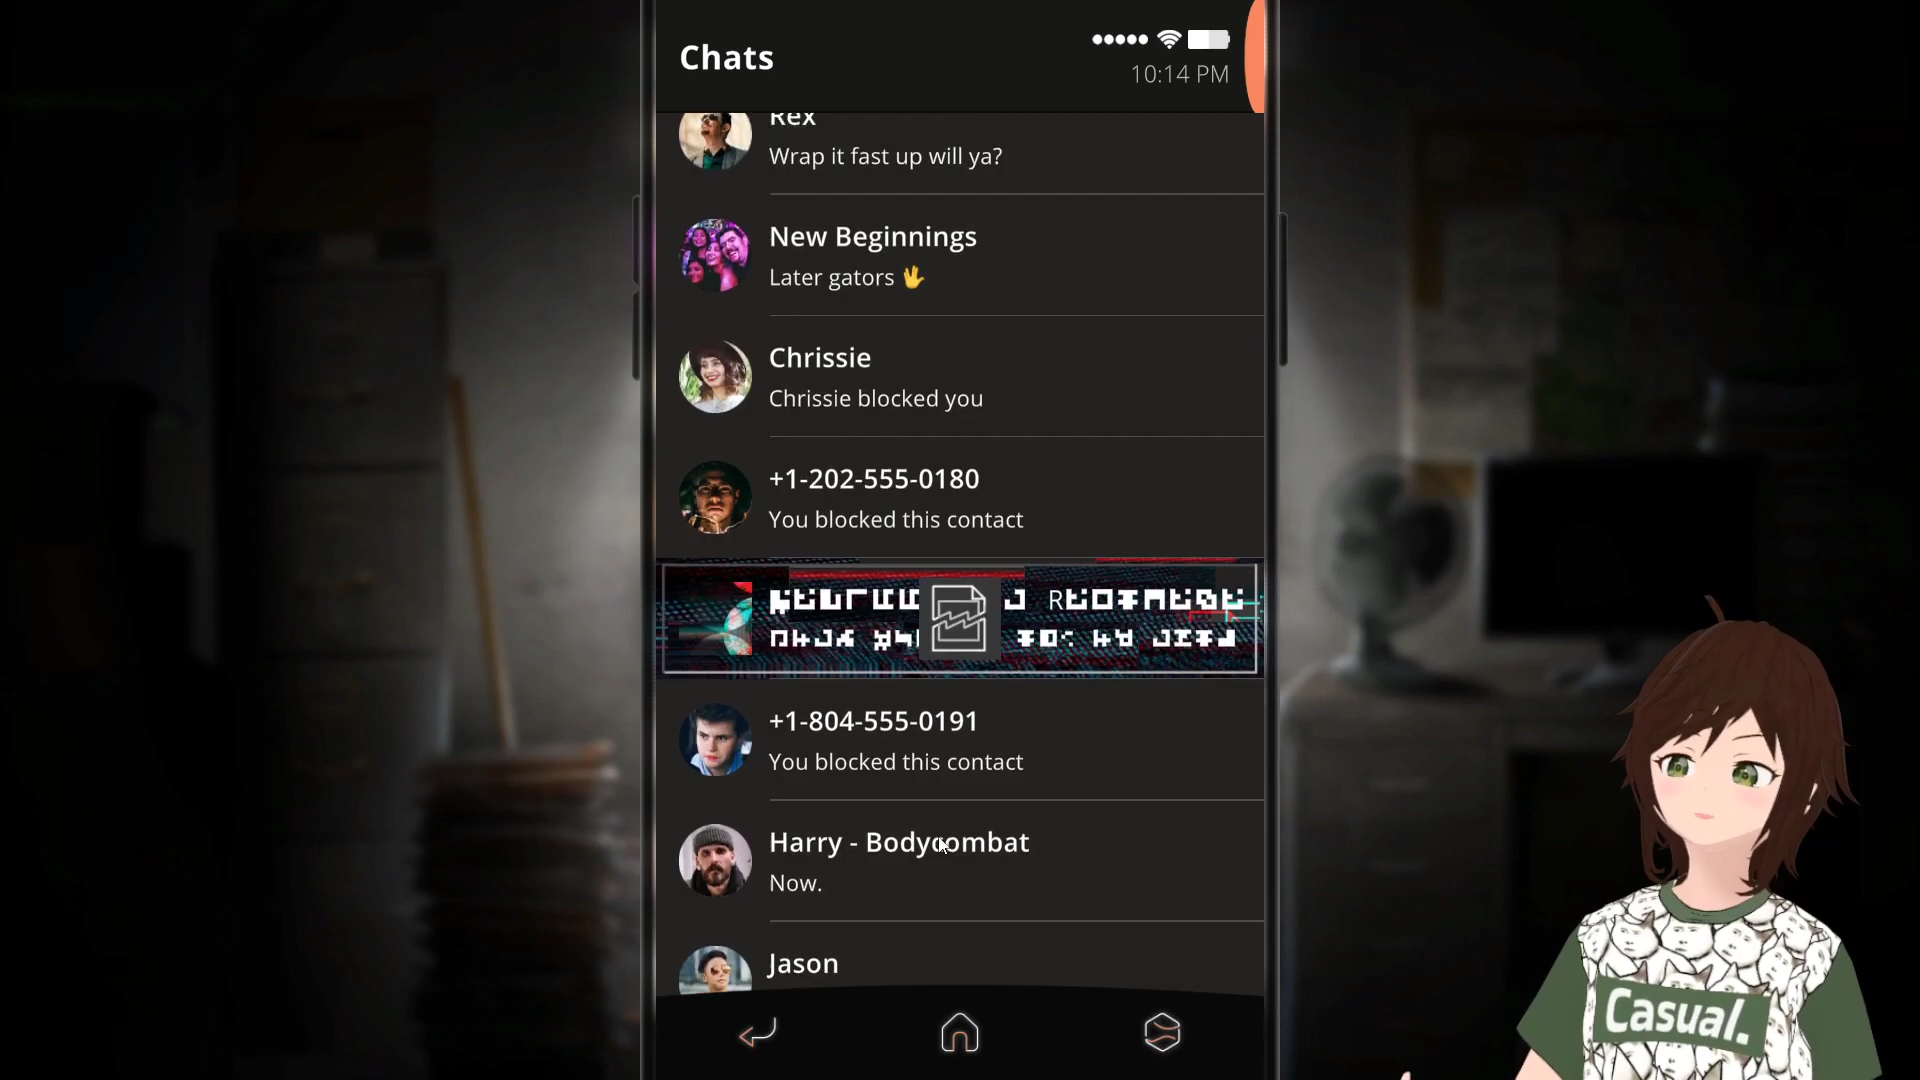 Chats
10:14 PM
Rex
Wrap it fast up will ya?
New Beginnings
Later gators 🖖
Chrissie
Chrissie blocked you
+1-202-555-0180
You blocked this contact
+1-804-555-0191
You blocked this contact
Harry - Bodycombat
Now.
Jason
Casual.